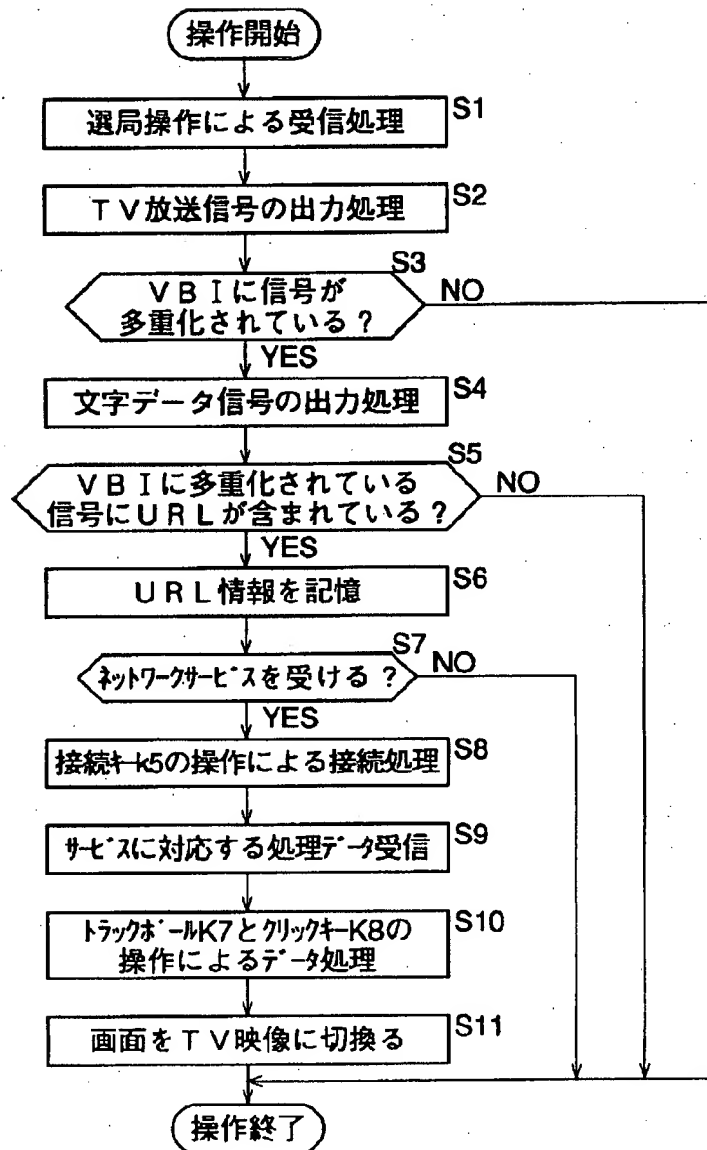 操作開始
選局操作による受信処理 S1
TV放送信号の出力処理 S2
S3
VBIに信号が NO
多重化されている?
YES
文字データ信号の出力処理 S4
S5
VBIに多重化されている NO
信号にURLが含まれている?
YES
URL情報を記憶 S6
S7
ネットワークサービスを受ける? NO
YES
接続キーk5の操作による接続処理 S8
サービスに対応する処理データ受信 S9
トラックボールK7とクリックキーK8の S10
操作によるデータ処理
画面をTV映像に切換る S11
操作終了